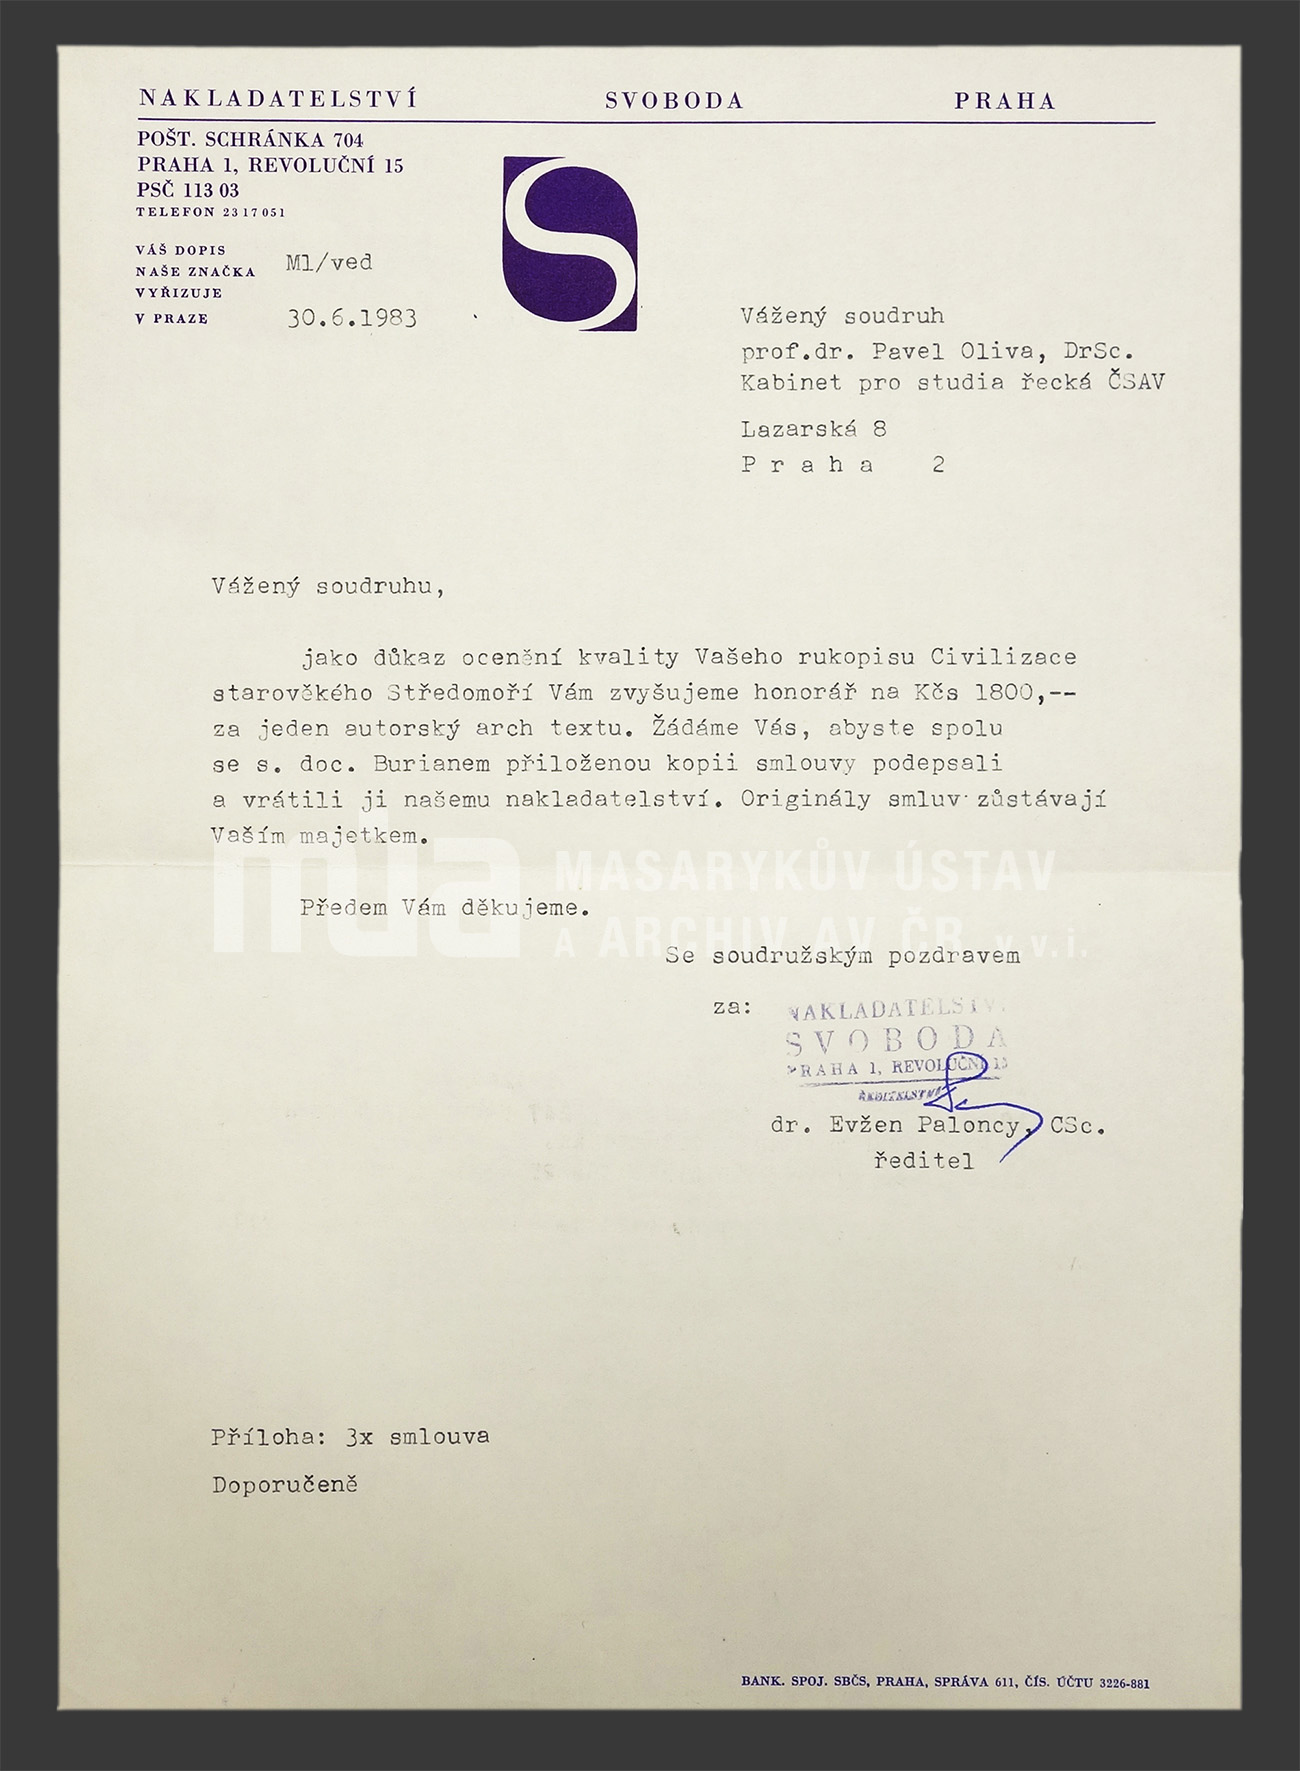 NAKLADATELSTVÍ SVOBODA PRAHA
POŠT. SCHRÁNKA 704
PRAHA 1, REVOLUČNÍ 15
PSČ 113 03
TELEFON 2317051
VÁŠ DOPIS
NAŠE ZNAČKA Ml/ved
VYŘIZUJE
V PRAZE 30.6.1983
Vážený soudruh
prof.dr. Pavel Oliva, DrSc.
Kabinet pro studia řecká ČSAV
Lazarská 8
P r a h a 2
Vážený soudruhu,
jako důkaz ocenění kvality Vašeho rukopisu Civilizace
starověkého Středomoří Vám zvyšujeme honorář na Kčs 1800,--
za jeden autorský arch textu. Žádáme Vás, abyste spolu
se s. doc. Burianem přiloženou kopii smlouvy podepsali
a vrátili ji našemu nakladatelství. Originály smluv zůstávají
Vaším majetkem.
mua MASARYKŮV ÚSTAV
A ARCHIV AV ČR v.v.i.
Předem Vám děkujeme.
Se soudružským pozdravem
za:
NAKLADATELSTVÍ
SVOBODA
PRAHA 1, REVOLUČNÍ 15
ŘEDITELSTVÍ
dr. Evžen Paloncy, CSc.
ředitel
Příloha: 3x smlouva
Doporučeně
BANK. SPOJ. SBČS, PRAHA, SPRÁVA 611, ČÍS. ÚČTU 3226-881